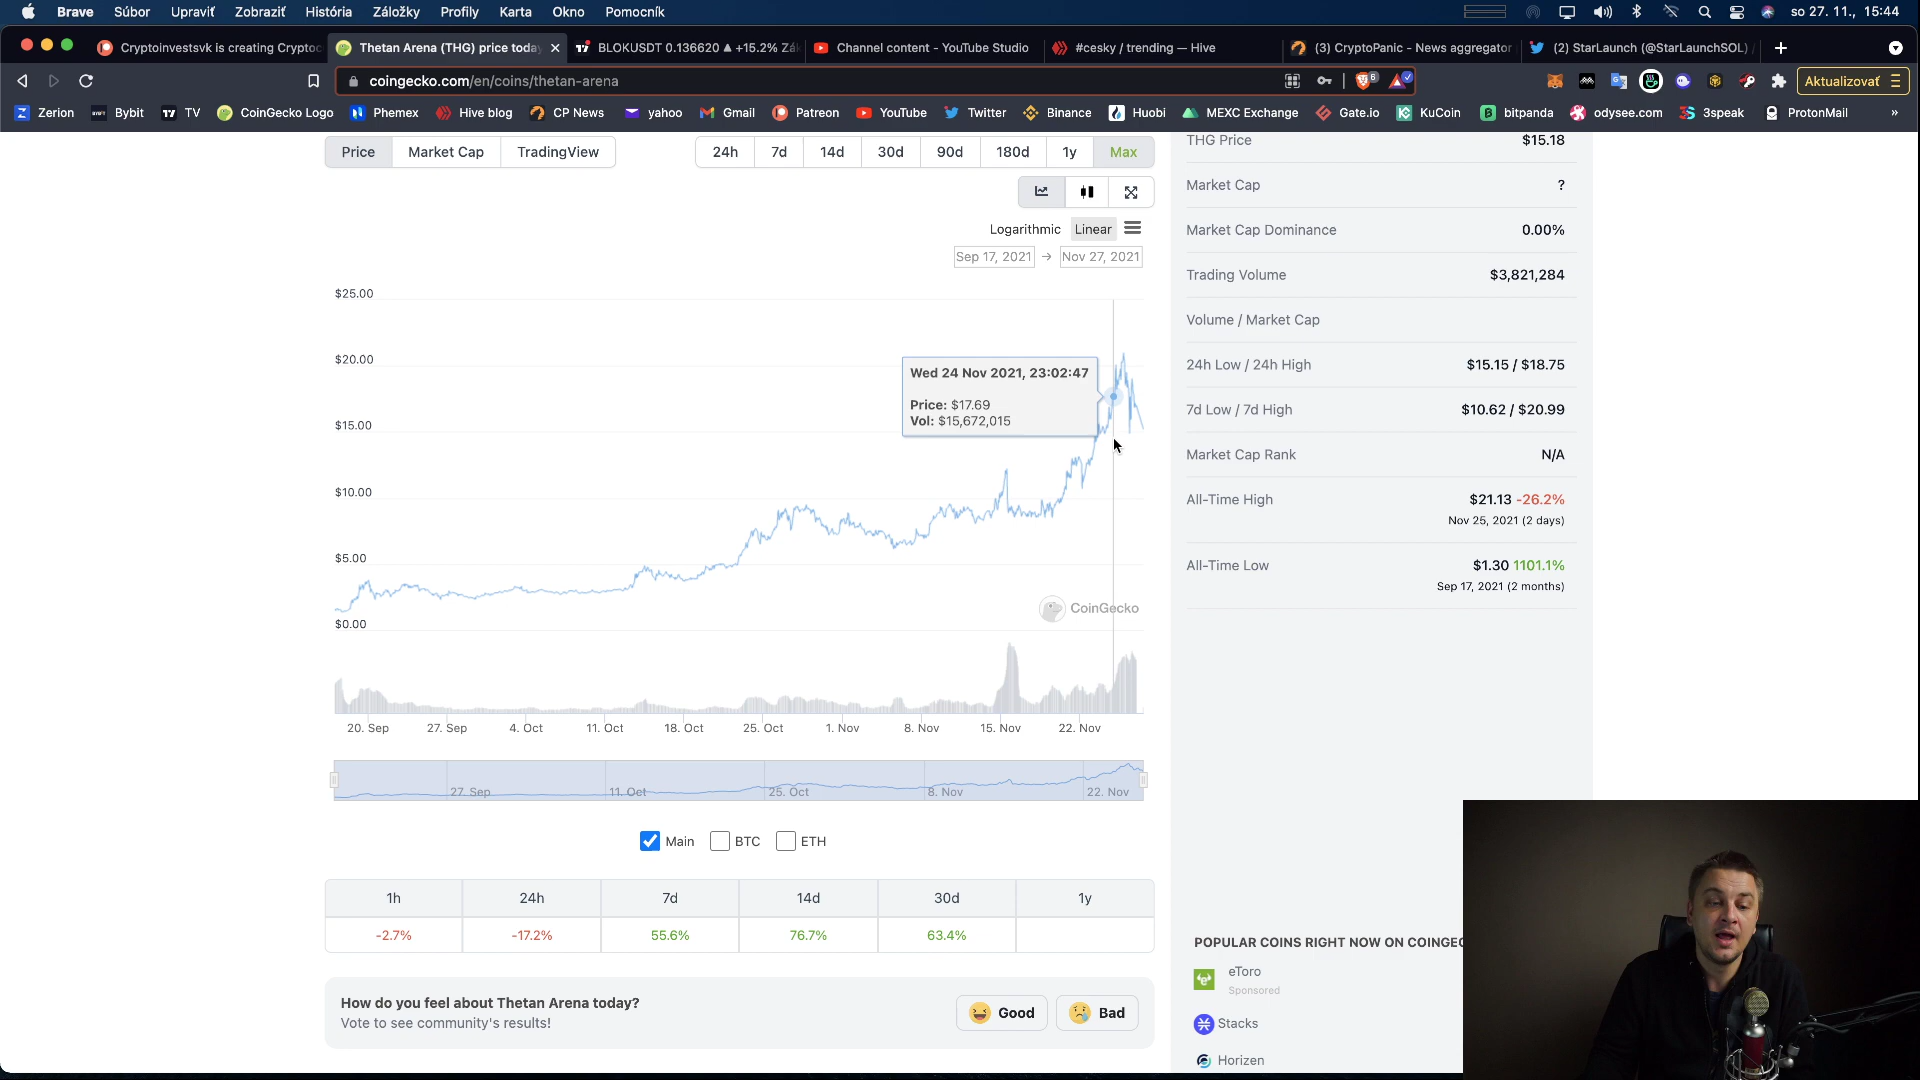 Brave Súbor Upraviť Zobraziť História Záložky Profily Karta Okno Pomocník so 27. 11., 15:44
Cryptoinvestsvk is creating Cryptoc Thetan Arena (THG) price today BLOKUSDT 0.136620 ▲ +15.2% Zák Channel content - YouTube Studio #cesky / trending — Hive (3) CryptoPanic - News aggregator (2) StarLaunch (@StarLaunchSOL)
coingecko.com/en/coins/thetan-arena 6 Aktualizovať
Zerion Bybit TV CoinGecko Logo Phemex Hive blog CP News yahoo Gmail Patreon YouTube Twitter Binance Huobi MEXC Exchange Gate.io KuCoin bitpanda odysee.com 3speak ProtonMail »
Price Market Cap TradingView 24h 7d 14d 30d 90d 180d 1y Max
Logarithmic Linear
Sep 17, 2021 → Nov 27, 2021
$25.00
$20.00
$15.00
$10.00
$5.00
$0.00
Wed 24 Nov 2021, 23:02:47
Price: $17.69
Vol: $15,672,015
CoinGecko
20. Sep 27. Sep 4. Oct 11. Oct 18. Oct 25. Oct 1. Nov 8. Nov 15. Nov 22. Nov
27. Sep 11. Oct 25. Oct 8. Nov 22. Nov
Main BTC ETH
1h 24h 7d 14d 30d 1y
-2.7% -17.2% 55.6% 76.7% 63.4%
How do you feel about Thetan Arena today?
Vote to see community's results!
Good Bad
THG Price $15.18
Market Cap ?
Market Cap Dominance 0.00%
Trading Volume $3,821,284
Volume / Market Cap
24h Low / 24h High $15.15 / $18.75
7d Low / 7d High $10.62 / $20.99
Market Cap Rank N/A
All-Time High $21.13 -26.2%
Nov 25, 2021 (2 days)
All-Time Low $1.30 1101.1%
Sep 17, 2021 (2 months)
POPULAR COINS RIGHT NOW ON COINGEC
eToro
Sponsored
Stacks
Horizen